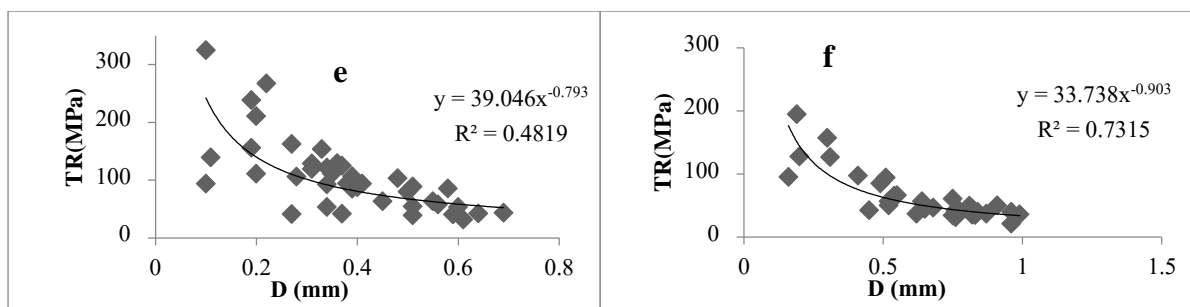 e
y = 39.046x^-0.793
R² = 0.4819
TR(MPa)
300
200
100
0
0
0.2
0.4
0.6
0.8
D (mm)
f
y = 33.738x^-0.903
R² = 0.7315
TR(MPa)
300
200
100
0
0
0.5
1
1.5
D (mm)